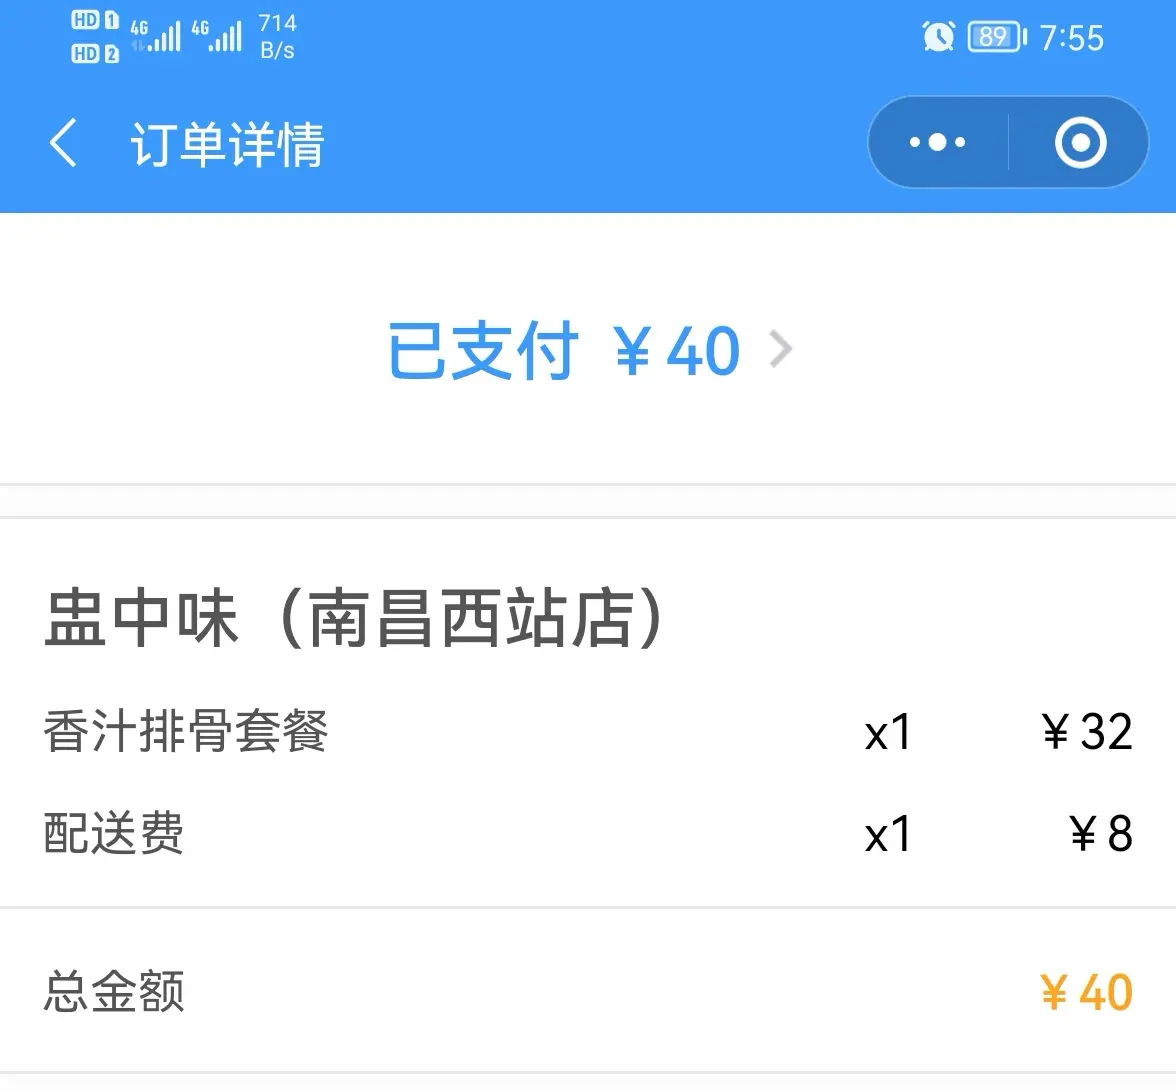 HD 1 4G 4G 714
HD 2 B/s
89 7:55
订单详情
已支付 ¥40
盅中味（南昌西站店）
香汁排骨套餐 x1 ¥32
配送费 x1 ¥8
总金额 ¥40